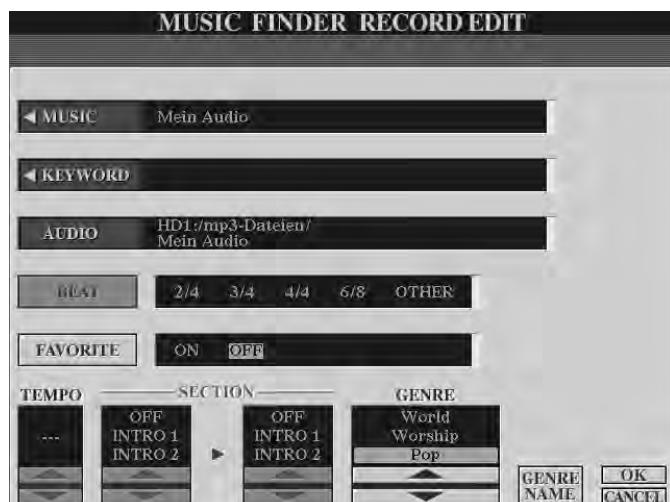 MUSIC FINDER RECORD EDIT
MUSIC Mein Audio
KEYWORD
AUDIO HD1:/mp3-Dateien/
Mein Audio
BEAT 2/4 3/4 4/4 6/8 OTHER
FAVORITE ON OFF
TEMPO SECTION GENRE
OFF OFF World
--- INTRO 1 INTRO 1 Worship
INTRO 2 INTRO 2 Pop
GENRE OK
NAME CANCEL